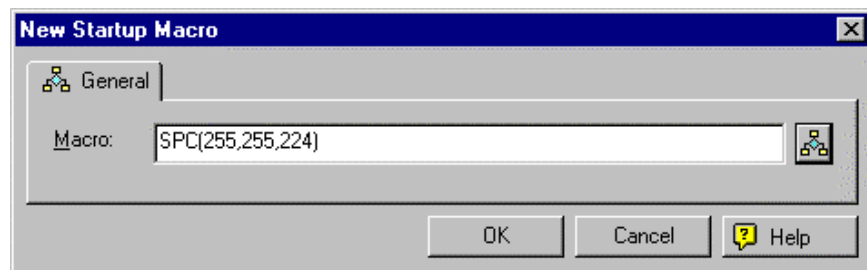 New Startup Macro
General
Macro: SPC(255,255,224)
OK Cancel Help